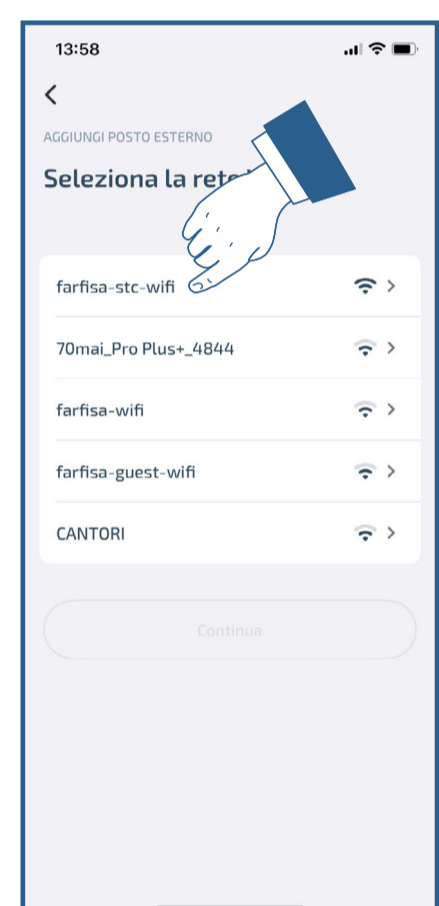 13:58
AGGIUNGI POSTO ESTERNO
Seleziona la rete
farfisa-stc-wifi
70mai_Pro Plus+_4844
farfisa-wifi
farfisa-guest-wifi
CANTORI
Continua